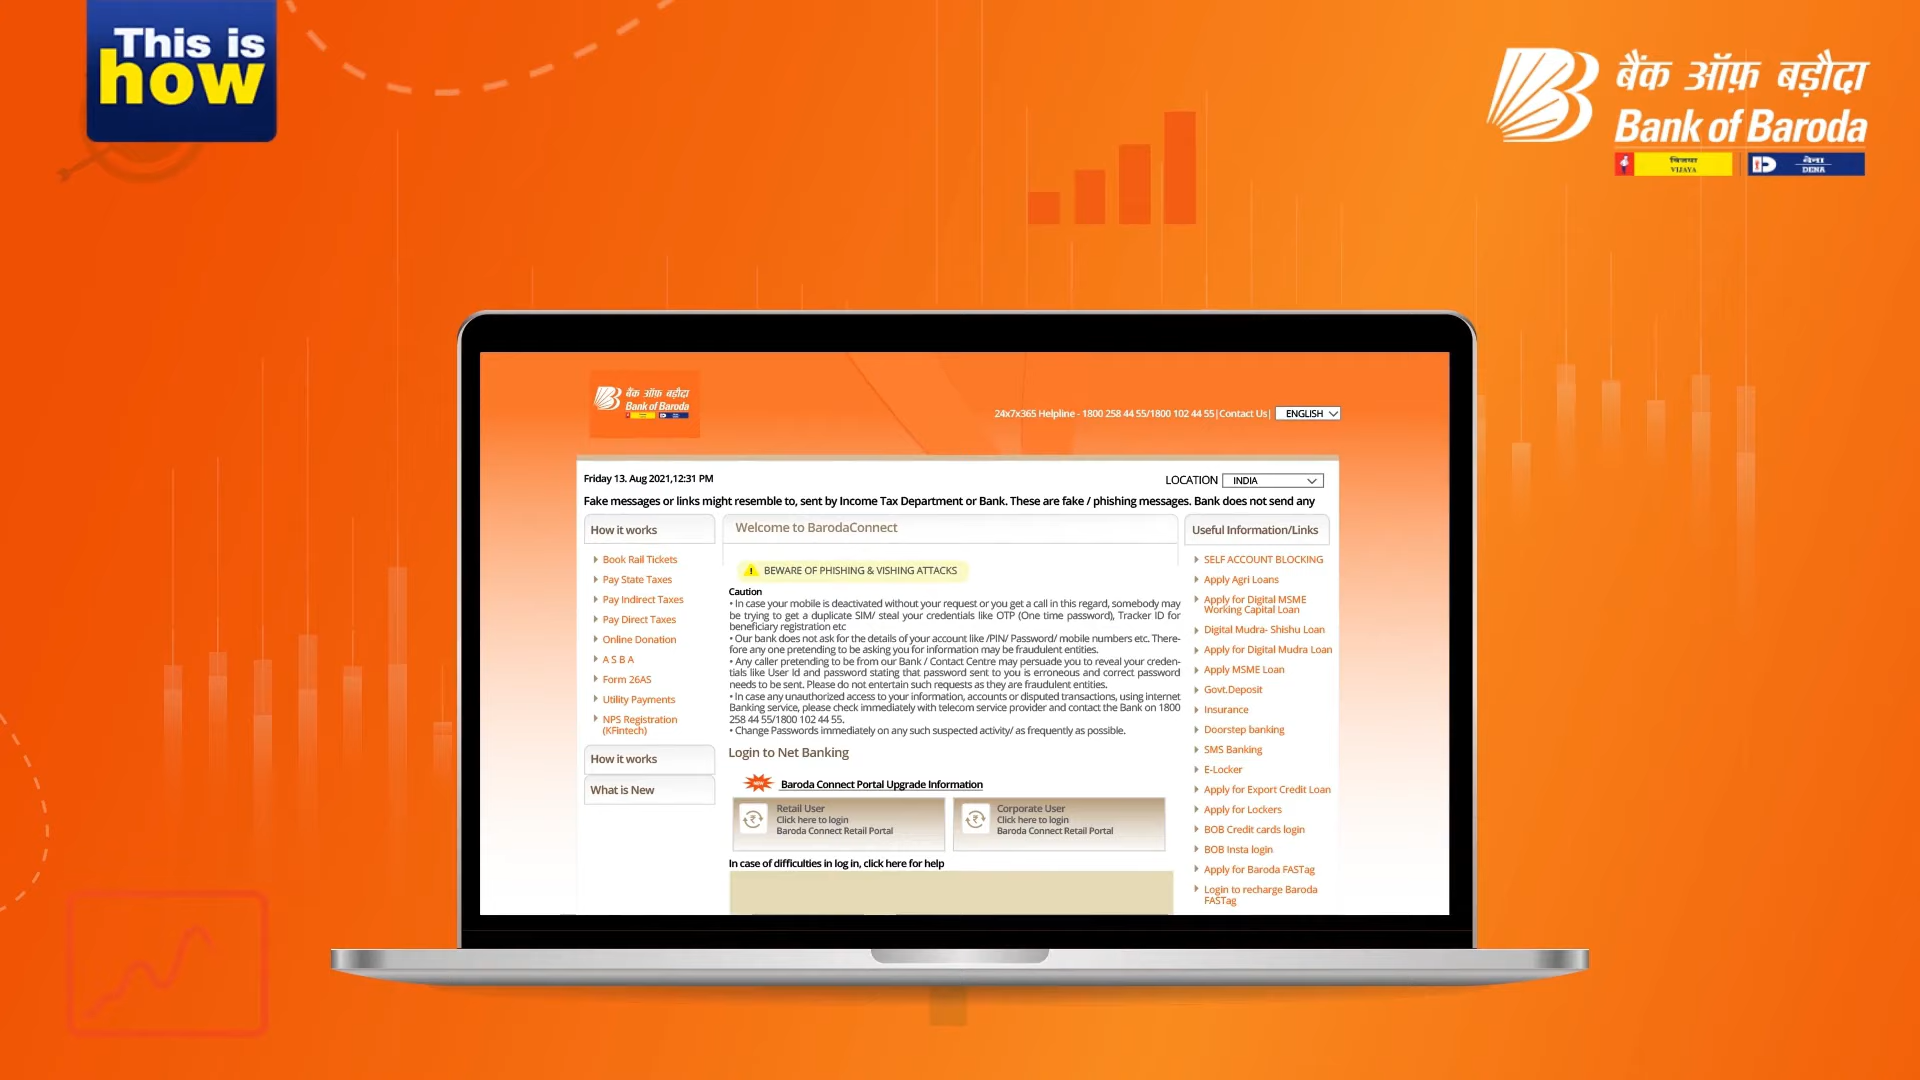 This is
how
बैंक ऑफ़ बड़ौदा
Bank of Baroda
विजया
VIJAYA
देना
DENA
बैंक ऑफ़ बड़ौदा
Bank of Baroda
24x7x365 Helpline - 1800 258 44 55/1800 102 44 55|Contact Us|
ENGLISH
Friday 13. Aug 2021,12:31 PM
LOCATION
INDIA
Fake messages or links might resemble to, sent by Income Tax Department or Bank. These are fake / phishing messages. Bank does not send any
How it works
Book Rail Tickets
Pay State Taxes
Pay Indirect Taxes
Pay Direct Taxes
Online Donation
A S B A
Form 26AS
Utility Payments
NPS Registration
(KFintech)
How it works
What is New
Welcome to BarodaConnect
BEWARE OF PHISHING & VISHING ATTACKS
Caution
• In case your mobile is deactivated without your request or you get a call in this regard, somebody may
be trying to get a duplicate SIM/ steal your credentials like OTP (One time password), Tracker ID for
beneficiary registration etc
• Our bank does not ask for the details of your account like /PIN/ Password/ mobile numbers etc. There-
fore any one pretending to be asking you for information may be fraudulent entities.
• Any caller pretending to be from our Bank / Contact Centre may persuade you to reveal your creden-
tials like User Id and password stating that password sent to you is erroneous and correct password
needs to be sent. Please do not entertain such requests as they are fraudulent entities.
• In case any unauthorized access to your information, accounts or disputed transactions, using internet
Banking service, please check immediately with telecom service provider and contact the Bank on 1800
258 44 55/1800 102 44 55.
• Change Passwords immediately on any such suspected activity/ as frequently as possible.
Login to Net Banking
Baroda Connect Portal Upgrade Information
Retail User
Click here to login
Baroda Connect Retail Portal
Corporate User
Click here to login
Baroda Connect Retail Portal
In case of difficulties in log in, click here for help
Useful Information/Links
SELF ACCOUNT BLOCKING
Apply Agri Loans
Apply for Digital MSME
Working Capital Loan
Digital Mudra- Shishu Loan
Apply for Digital Mudra Loan
Apply MSME Loan
Govt.Deposit
Insurance
Doorstep banking
SMS Banking
E-Locker
Apply for Export Credit Loan
Apply for Lockers
BOB Credit cards login
BOB Insta login
Apply for Baroda FASTag
Login to recharge Baroda
FASTag